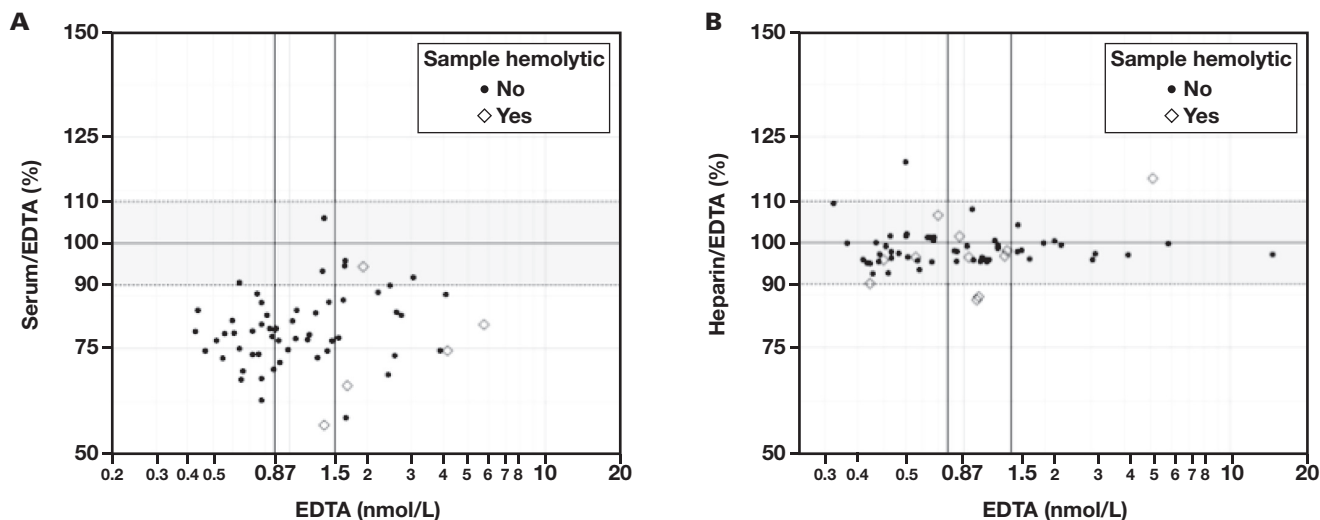 A
150
125
110
100
90
75
50
Serum/EDTA (%)
Sample hemolytic
No
Yes
0.2 0.3 0.4 0.5 0.87 1.5 2 3 4 5 6 7 8 10 20
EDTA (nmol/L)
B
150
125
110
100
90
75
50
Heparin/EDTA (%)
Sample hemolytic
No
Yes
0.3 0.4 0.5 0.87 1.5 2 3 4 5 6 7 8 10 20
EDTA (nmol/L)